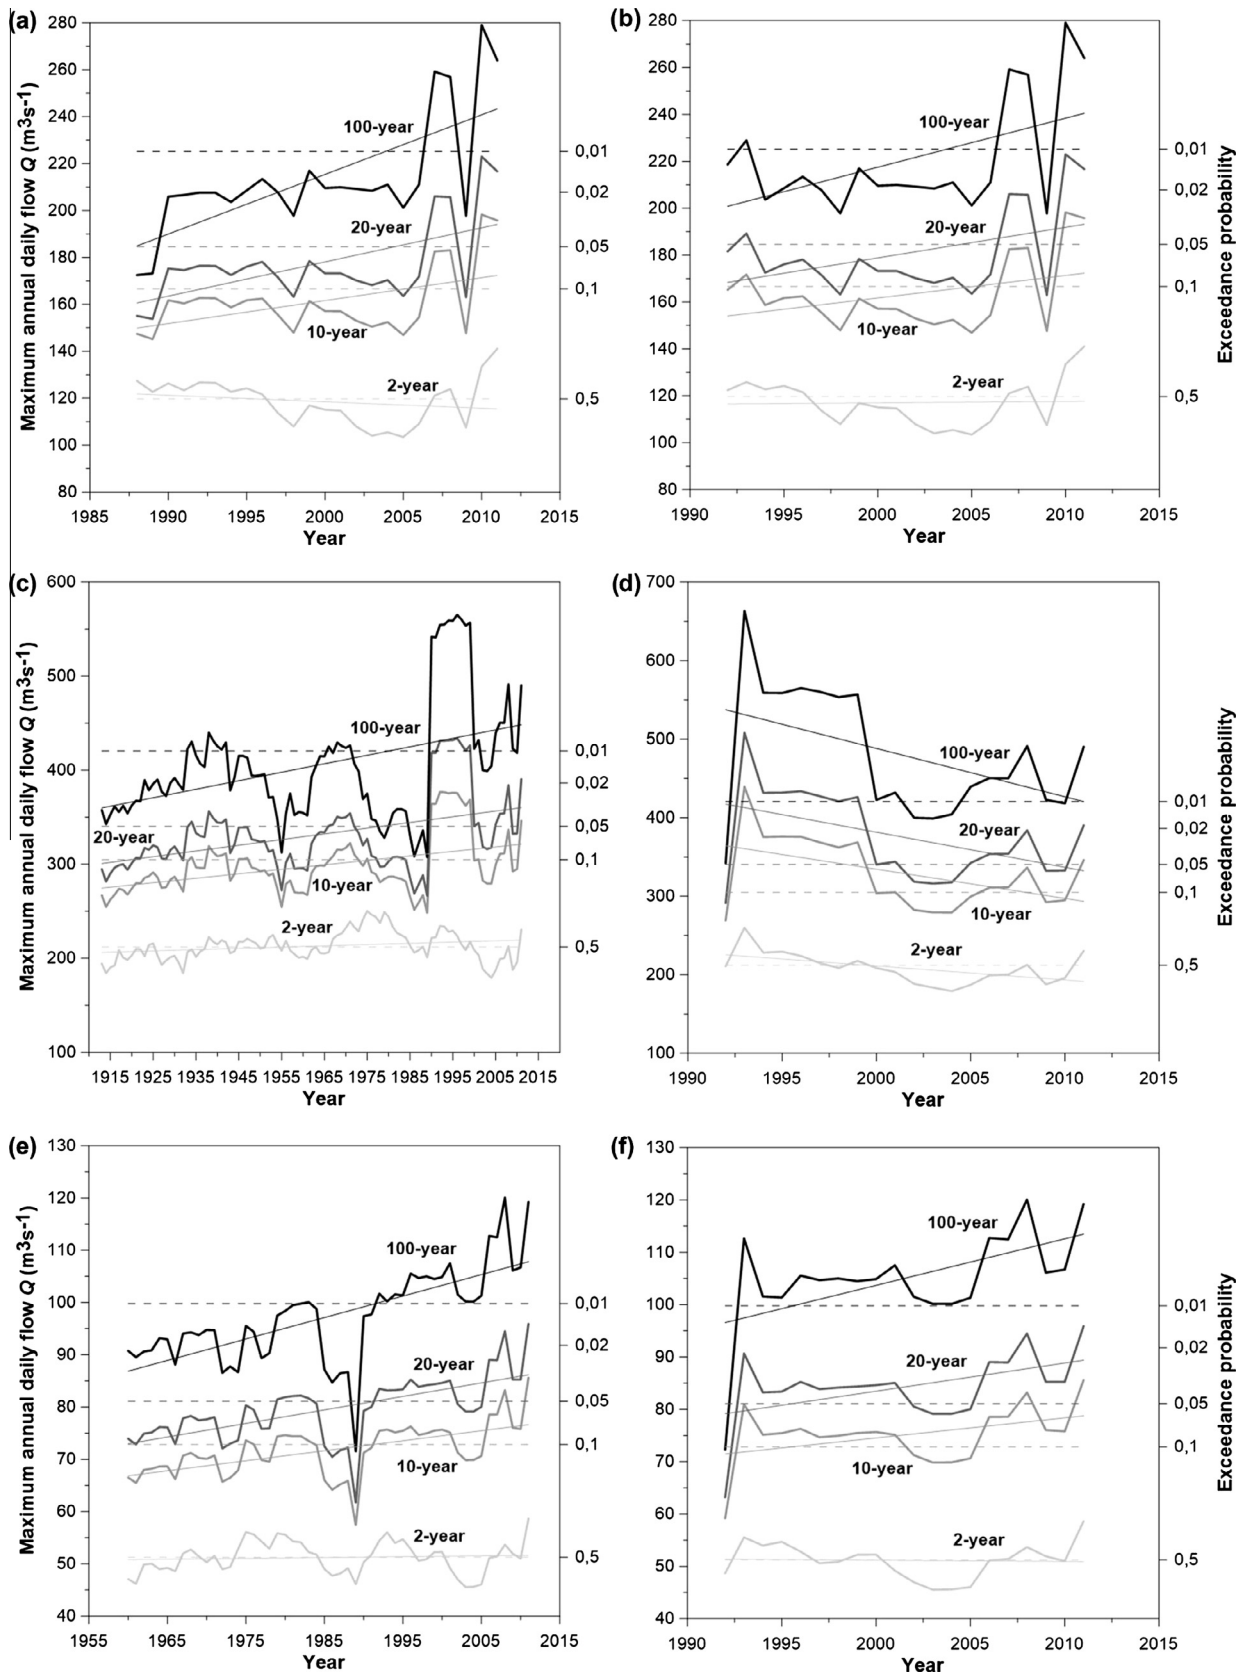 (a)
280
260
240
220
200
180
160
140
120
100
80
Maximum annual daily flow Q (m3s-1)
100-year
20-year
10-year
2-year
0,01
0,02
0,05
0,1
0,5
1985 1990 1995 2000 2005 2010 2015
Year
(b)
280
260
240
220
200
180
160
140
120
100
80
100-year
20-year
10-year
2-year
0,01
0,02
0,05
0,1
0,5
Exceedance probability
1990 1995 2000 2005 2010 2015
Year
(c)
600
500
400
300
200
100
Maximum annual daily flow Q (m3s-1)
100-year
20-year
10-year
2-year
0,01
0,02
0,05
0,1
0,5
1915 1925 1935 1945 1955 1965 1975 1985 1995 2005 2015
Year
(d)
700
600
500
400
300
200
100
100-year
20-year
10-year
2-year
0,01
0,02
0,05
0,1
0,5
Exceedance probability
1990 1995 2000 2005 2010 2015
Year
(e)
130
120
110
100
90
80
70
60
50
40
Maximum annual daily flow Q (m3s-1)
100-year
20-year
10-year
2-year
0,01
0,02
0,05
0,1
0,5
1955 1965 1975 1985 1995 2005 2015
Year
(f)
130
120
110
100
90
80
70
60
50
40
100-year
20-year
10-year
2-year
0,01
0,02
0,05
0,1
0,5
Exceedance probability
1990 1995 2000 2005 2010 2015
Year